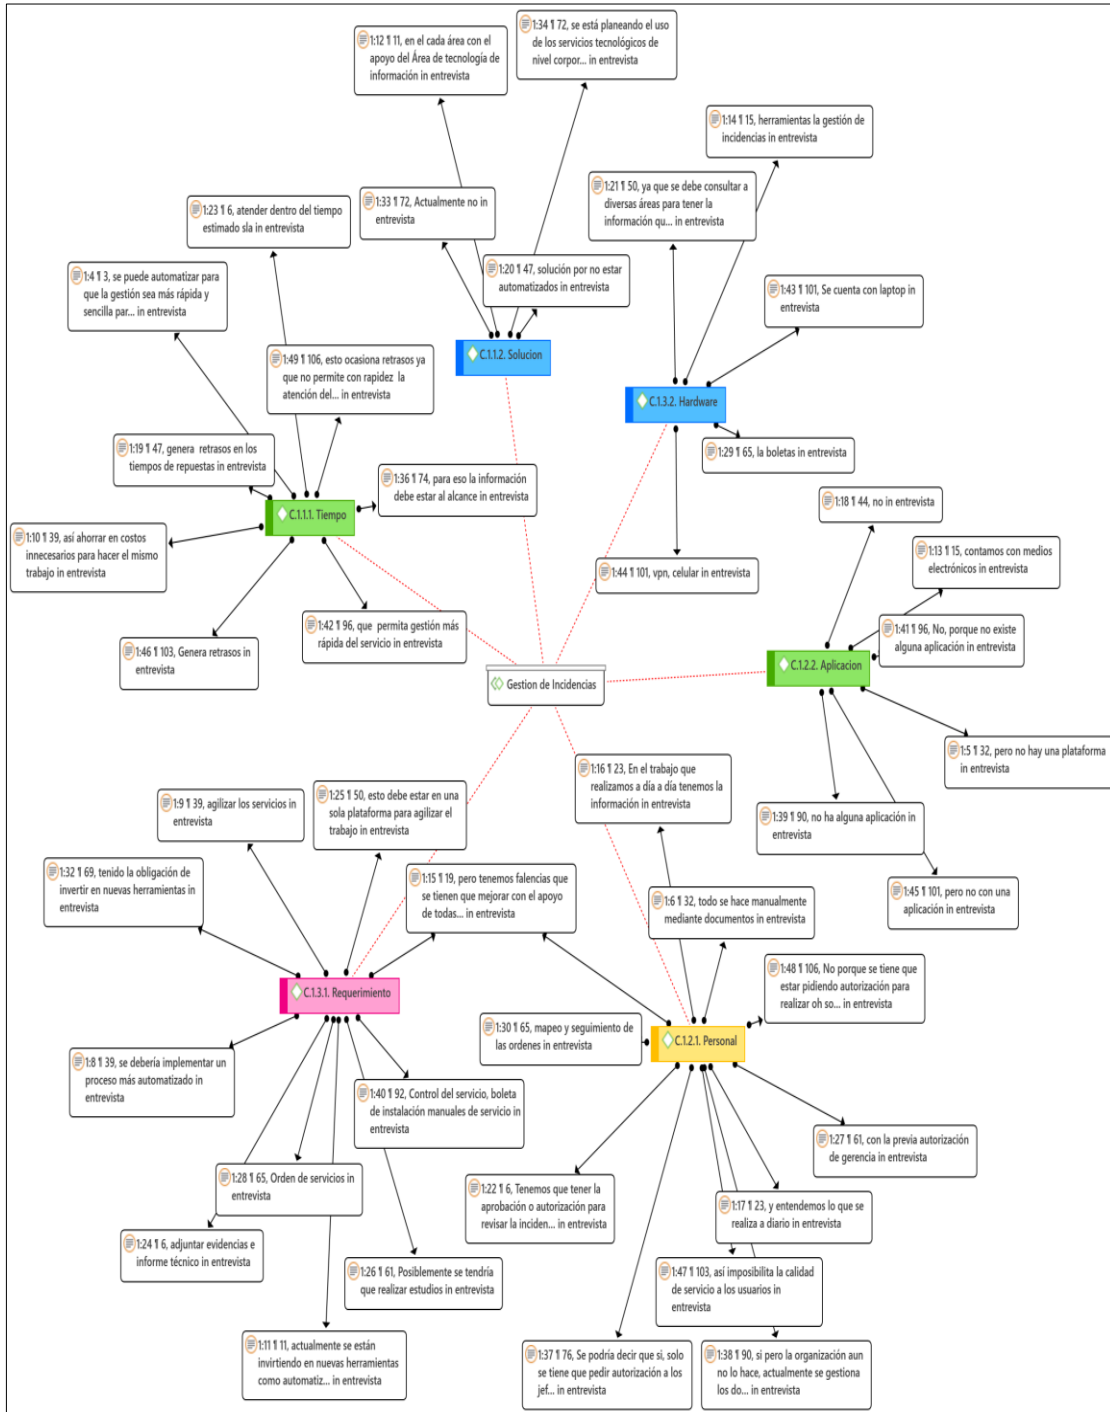 1:12 ¶ 11, en el cada área con el
apoyo del Área de tecnología de
información in entrevista
1:34 ¶ 72, se está planeando el uso
de los servicios tecnológicos de
nivel corpor... in entrevista
1:14 ¶ 15, herramientas la gestión de
incidencias in entrevista
1:33 ¶ 72, Actualmente no in
entrevista
1:21 ¶ 50, ya que se debe consultar a
diversas áreas para tener la
información qu... in entrevista
1:23 ¶ 6, atender dentro del tiempo
estimado sla in entrevista
1:20 ¶ 47, solución por no estar
automatizados in entrevista
1:4 ¶ 3, se puede automatizar para
que la gestión sea más rápida y
sencilla par... in entrevista
1:43 ¶ 101, Se cuenta con laptop in
entrevista
1:49 ¶ 106, esto ocasiona retrasos ya
que no permite con rapidez la
atención del... in entrevista
C.1.1.2. Solucion
C.1.3.2. Hardware
1:19 ¶ 47, genera retrasos en los
tiempos de repuestas in entrevista
1:29 ¶ 65, la boletas in entrevista
1:36 ¶ 74, para eso la información
debe estar al alcance in entrevista
1:18 ¶ 44, no in entrevista
C.1.1.1. Tiempo
1:10 ¶ 39, así ahorrar en costos
innecesarios para hacer el mismo
trabajo in entrevista
1:13 ¶ 15, contamos con medios
electrónicos in entrevista
1:44 ¶ 101, vpn, celular in entrevista
1:42 ¶ 96, que permita gestión más
rápida del servicio in entrevista
1:41 ¶ 96, No, porque no existe
alguna aplicación in entrevista
1:46 ¶ 103, Genera retrasos in
entrevista
C.1.2.2. Aplicacion
Gestion de Incidencias
1:5 ¶ 32, pero no hay una plataforma
in entrevista
1:16 ¶ 23, En el trabajo que
realizamos a día a día tenemos la
información in entrevista
1:9 ¶ 39, agilizar los servicios in
entrevista
1:25 ¶ 50, esto debe estar en una
sola plataforma para agilizar el
trabajo in entrevista
1:39 ¶ 90, no ha alguna aplicación in
entrevista
1:32 ¶ 69, tenido la obligación de
invertir en nuevas herramientas in
entrevista
1:15 ¶ 19, pero tenemos falencias que
se tienen que mejorar con el apoyo
de todas... in entrevista
1:45 ¶ 101, pero no con una
aplicación in entrevista
1:6 ¶ 32, todo se hace manualmente
mediante documentos in entrevista
1:48 ¶ 106, No porque se tiene que
estar pidiendo autorización para
realizar oh so... in entrevista
C.1.3.1. Requerimiento
1:30 ¶ 65, mapeo y seguimiento de
las ordenes in entrevista
C.1.2.1. Personal
1:8 ¶ 39, se debería implementar un
proceso más automatizado in
entrevista
1:40 ¶ 92, Control del servicio, boleta
de instalación manuales de servicio in
entrevista
1:27 ¶ 61, con la previa autorización
de gerencia in entrevista
1:28 ¶ 65, Orden de servicios in
entrevista
1:22 ¶ 6, Tenemos que tener la
aprobación o autorización para
revisar la inciden... in entrevista
1:17 ¶ 23, y entendemos lo que se
realiza a diario in entrevista
1:24 ¶ 6, adjuntar evidencias e
informe técnico in entrevista
1:26 ¶ 61, Posiblemente se tendría
que realizar estudios in entrevista
1:47 ¶ 103, así imposibilita la calidad
de servicio a los usuarios in
entrevista
1:11 ¶ 11, actualmente se están
invirtiendo en nuevas herramientas
como automatiz... in entrevista
1:37 ¶ 76, Se podría decir que si, solo
se tiene que pedir autorización a los
jef... in entrevista
1:38 ¶ 90, si pero la organización aun
no lo hace, actualmente se gestiona
los do... in entrevista